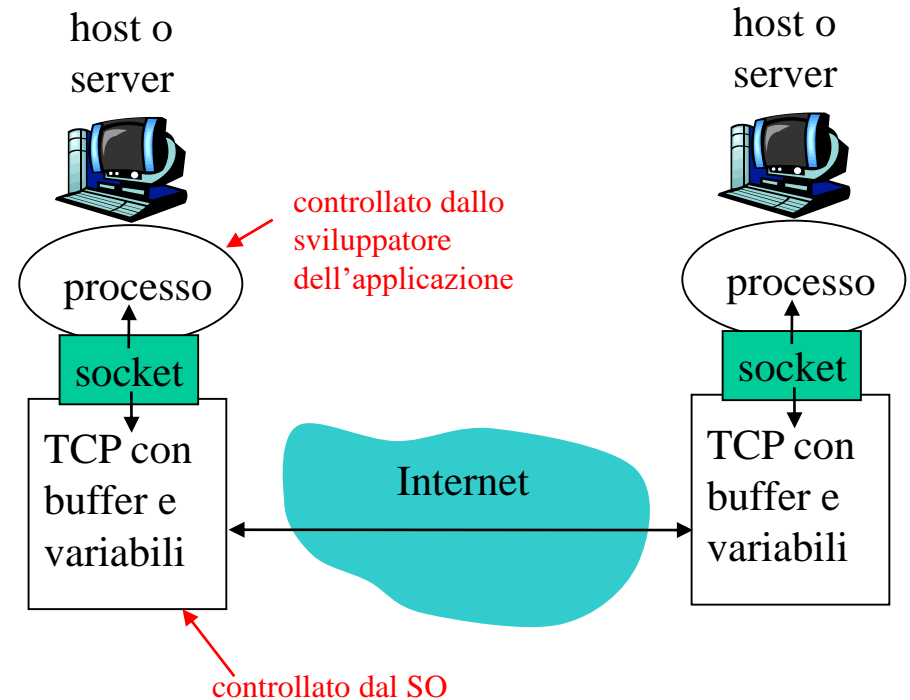 host o
server
host o
server
controllato dallo
sviluppatore
dell’applicazione
processo
processo
socket
socket
TCP con
buffer e
variabili
Internet
TCP con
buffer e
variabili
controllato dal SO